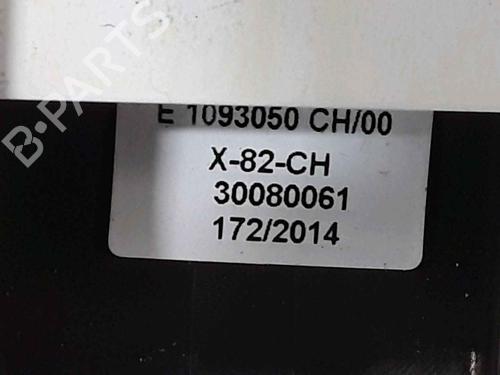 E 1093050 CH/00
X-82-CH
30080061
172/2014
B-PARTS